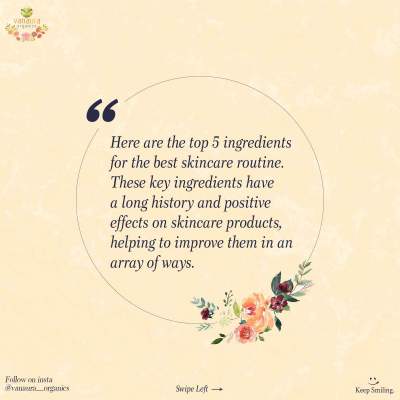 vanaura
organics
“
Here are the top 5 ingredients
for the best skincare routine.
These key ingredients have
a long history and positive
effects on skincare products,
helping to improve them in an
array of ways.
Follow on insta
@vanaura__organics
Swipe Left →
Keep Smiling.